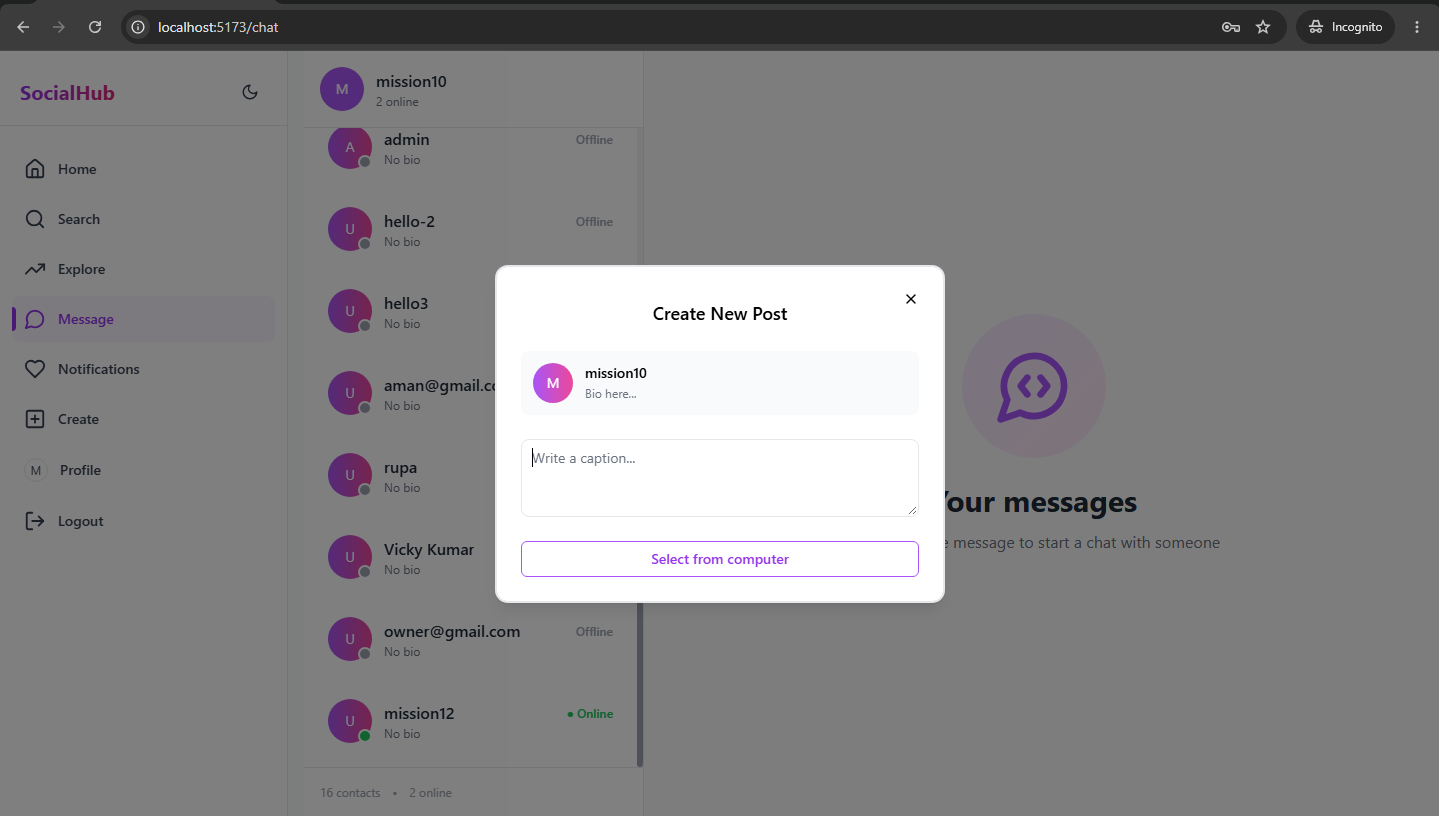 localhost:5173/chat
Incognito
SocialHub
Home
Search
Explore
Message
Notifications
Create
M Profile
Logout
M
mission10
2 online
A
admin
Offline
No bio
U
hello-2
Offline
No bio
U
hello3
No bio
U
aman@gmail.co
No bio
U
rupa
No bio
U
Vicky Kumar
No bio
U
owner@gmail.com
Offline
No bio
U
mission12
• Online
No bio
16 contacts • 2 online
Create New Post
M
mission10
Bio here...
Write a caption...
Select from computer
Your messages
message to start a chat with someone